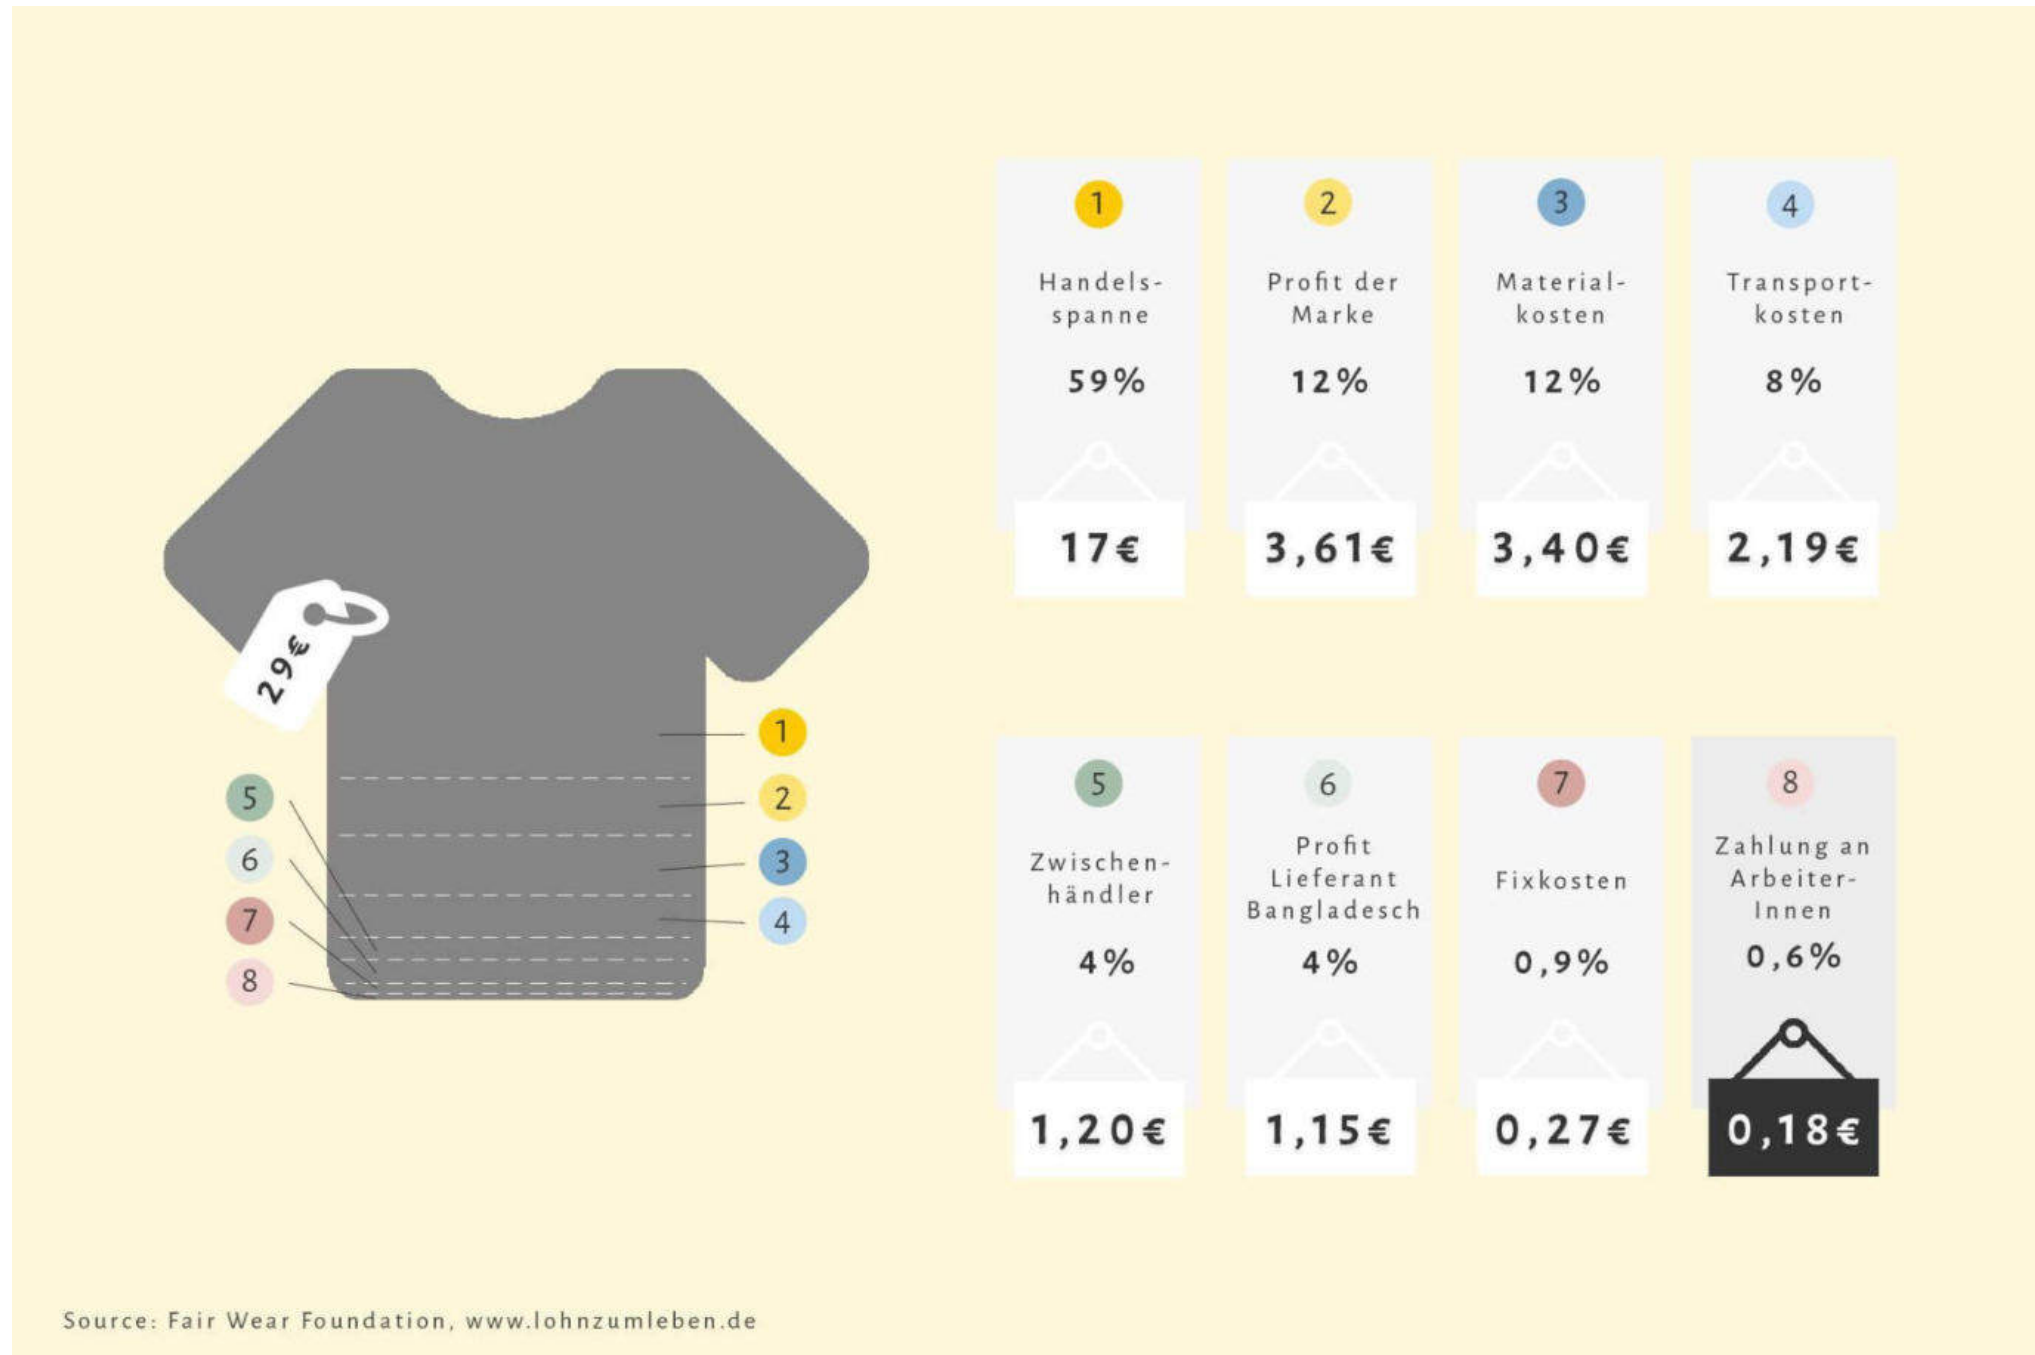 29€
1
2
3
4
5
6
7
8
1
Handels-
spanne
59%
17€
2
Profit der
Marke
12%
3,61€
3
Material-
kosten
12%
3,40€
4
Transport-
kosten
8%
2,19€
5
Zwischen-
händler
4%
1,20€
6
Profit
Lieferant
Bangladesch
4%
1,15€
7
Fixkosten
0,9%
0,27€
8
Zahlung an
Arbeiter-
Innen
0,6%
0,18€
Source: Fair Wear Foundation, www.lohnzumleben.de